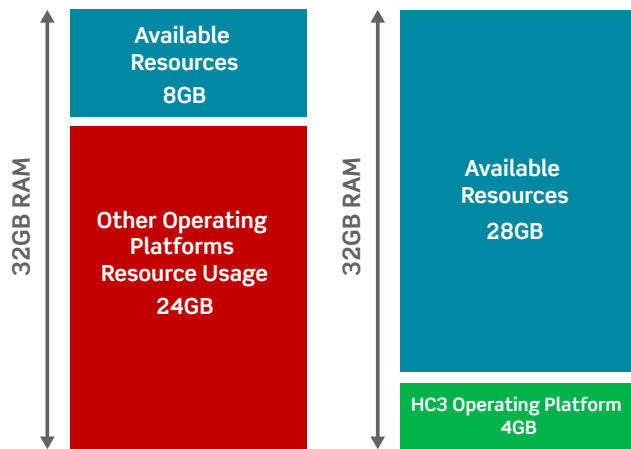 32GB RAM
Available
Resources
8GB
Other Operating
Platforms
Resource Usage
24GB
32GB RAM
Available
Resources
28GB
HC3 Operating Platform
4GB